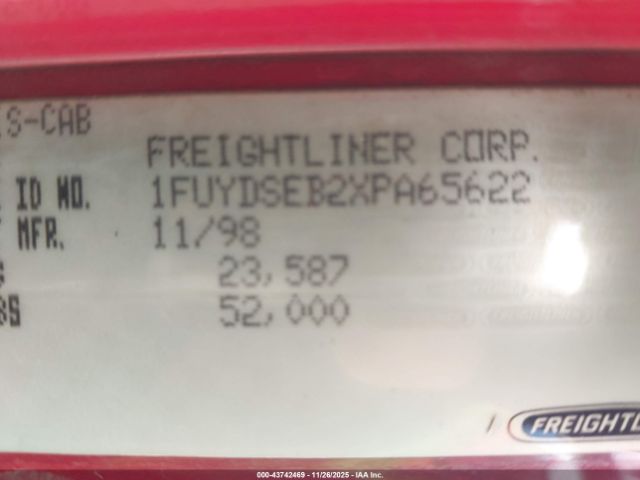 S-CAB
FREIGHTLINER CORP.
ID NO. 1FUYDSEB2XPA65622
MFR. 11/98
23,587
BS 52,000
FREIGHTL
000-43742469 - 11/26/2025 - IAA Inc.